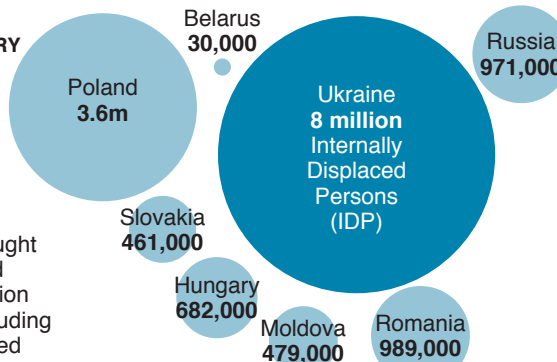 RY
Belarus
30,000
Russia
971,000
Poland
3.6m
Ukraine
8 million
Internally
Displaced
Persons
(IDP)
Slovakia
461,000
ught
d
Hungary
682,000
tion
uding
ed
Moldova
479,000
Romania
989,000